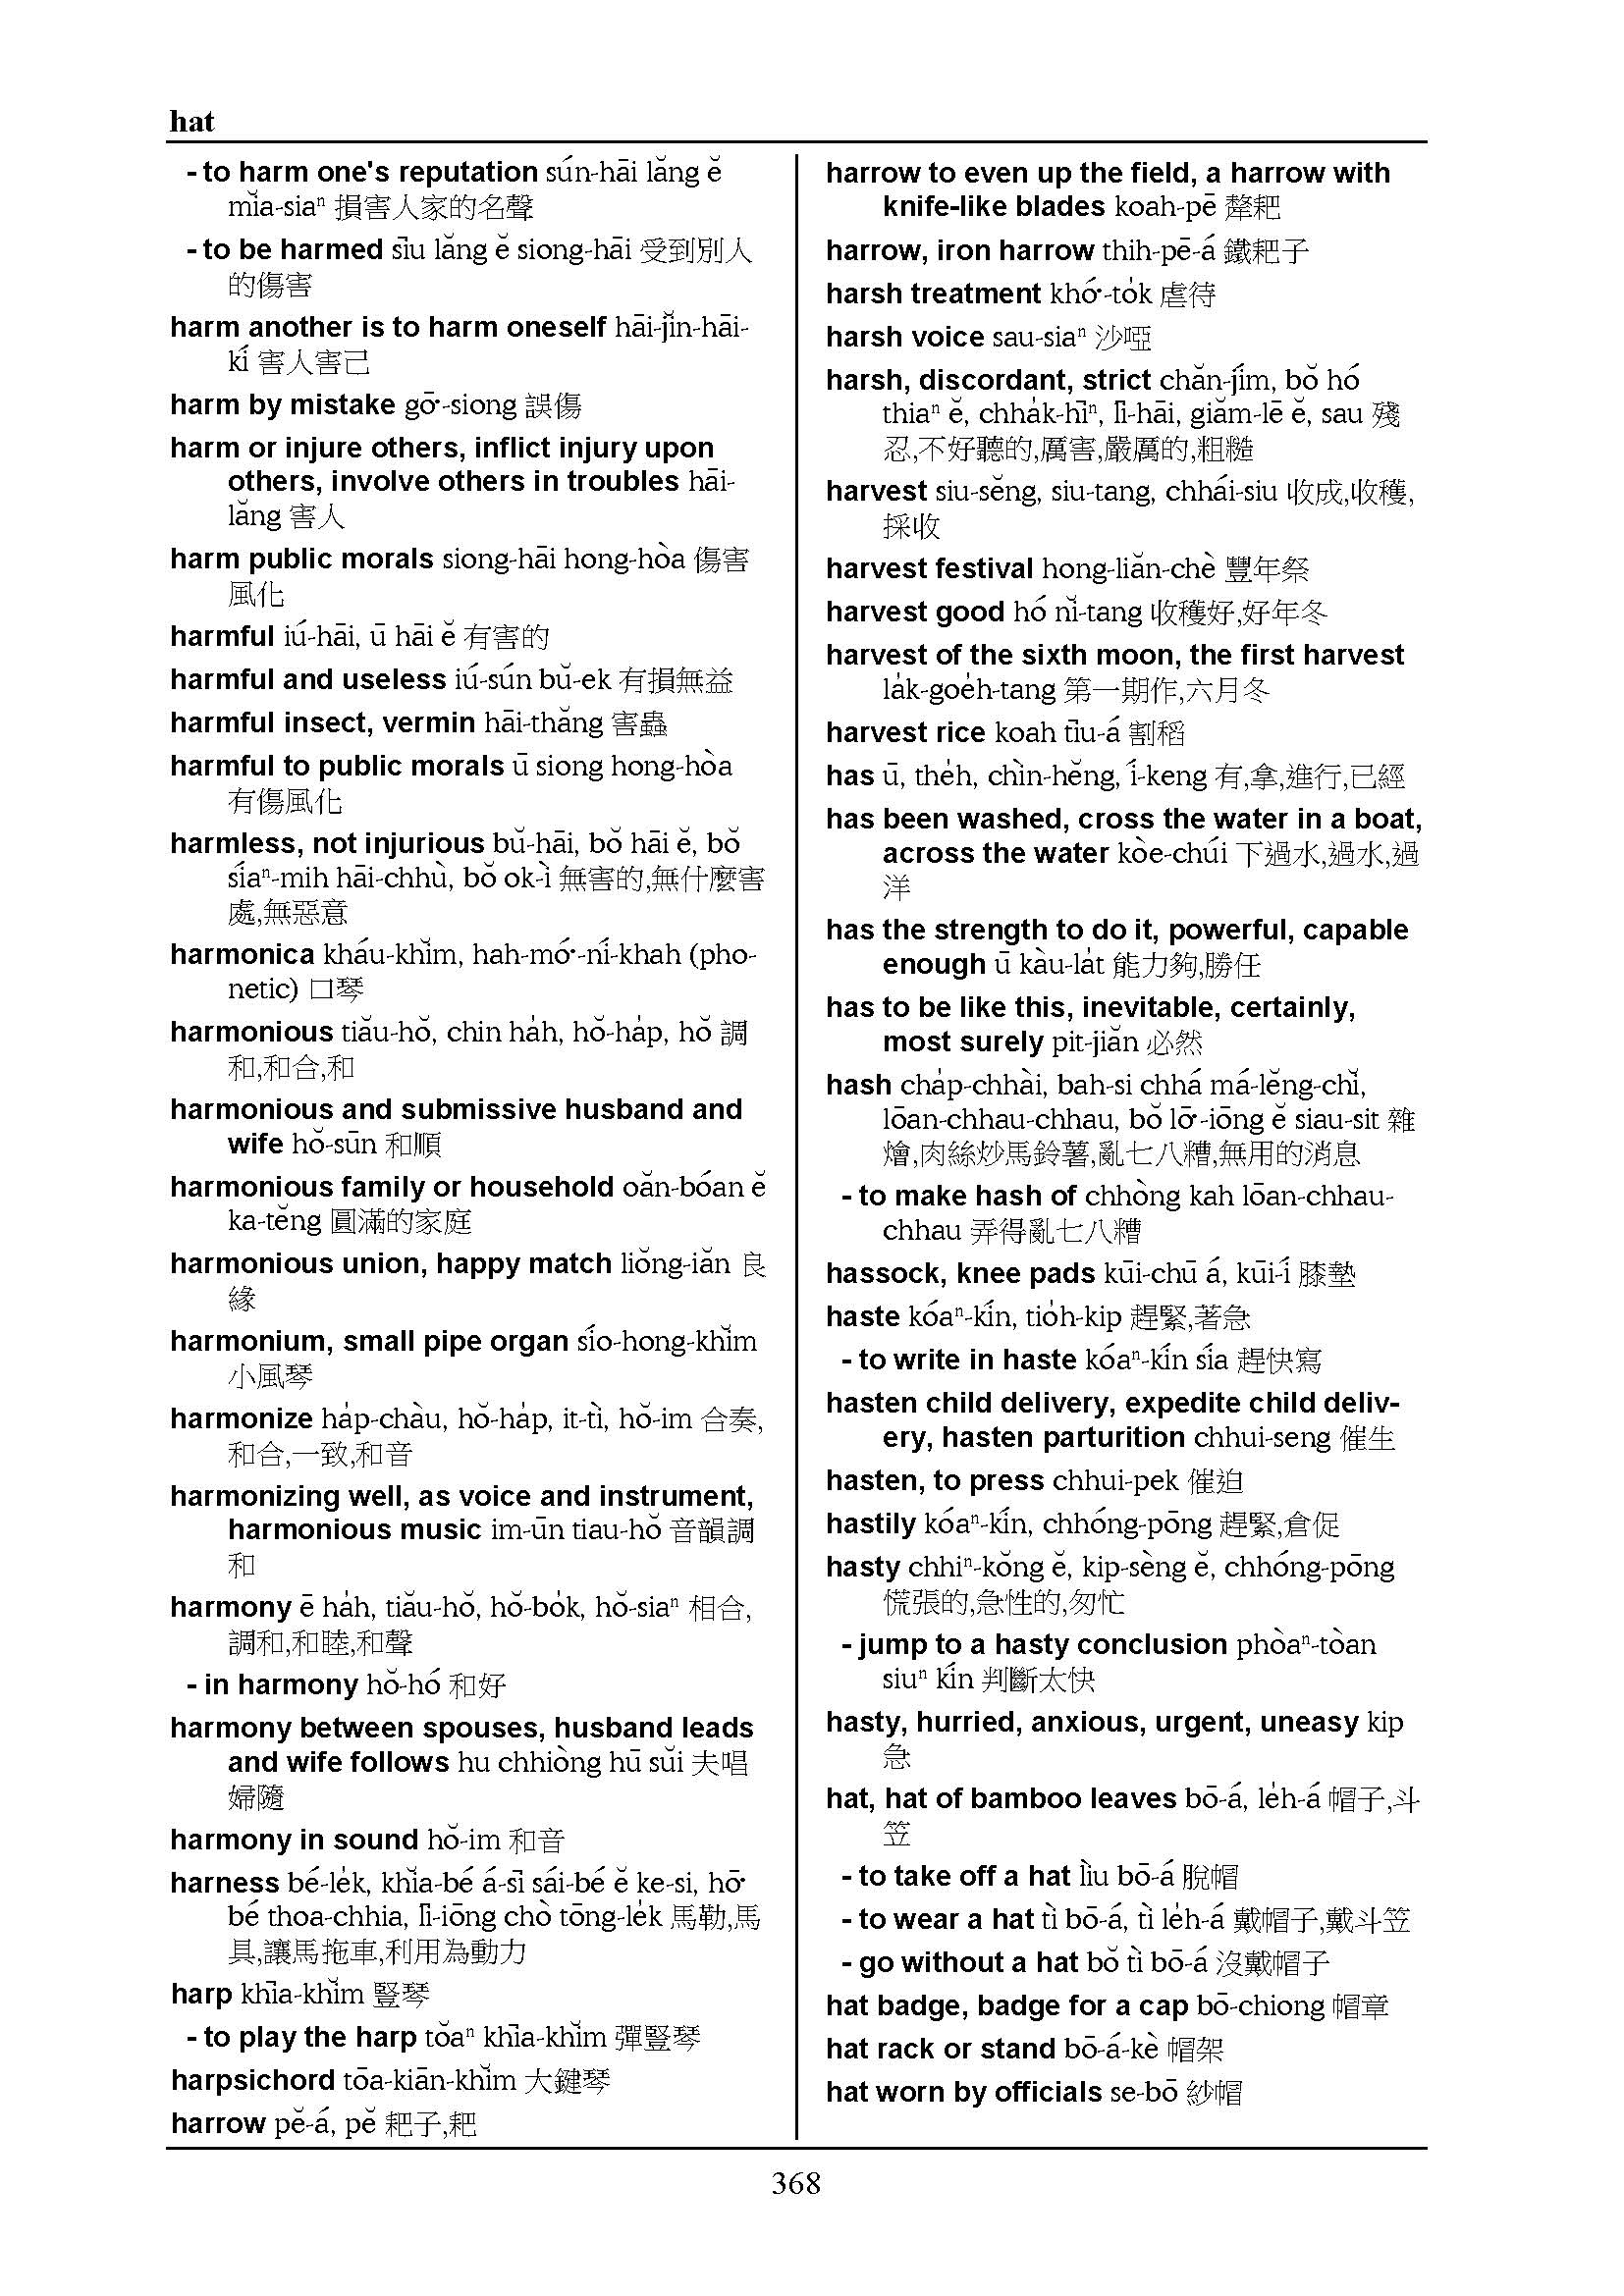 hat
- to harm one's reputation sún-hāi lăng ĕ
mĭa-siaⁿ 損害人家的名聲
- to be harmed sīu lăng ĕ siong-hāi 受到別人
的傷害
harm another is to harm oneself hāi-jĭn-hāi-
kí 害人害己
harm by mistake gō͘-siong 誤傷
harm or injure others, inflict injury upon
others, involve others in troubles hāi-
lăng 害人
harm public morals siong-hāi hong-hòa 傷害
風化
harmful iú-hāi, ū hāi ĕ 有害的
harmful and useless iú-sún bŭ-ek 有損無益
harmful insect, vermin hāi-thăng 害蟲
harmful to public morals ū siong hong-hòa
有傷風化
harmless, not injurious bŭ-hāi, bŏ hāi ĕ, bŏ
síaⁿ-mih hāi-chhù, bŏ ok-ì 無害的,無什麼害
處,無惡意
harmonica kháu-khĭm, hah-mó͘-ní-khah (pho-
netic) 口琴
harmonious tiău-hŏ, chin ha̍h, hŏ-ha̍p, hŏ 調
和,和合,和
harmonious and submissive husband and
wife hŏ-sūn 和順
harmonious family or household oăn-bóan ĕ
ka-tĕng 圓滿的家庭
harmonious union, happy match liŏng-iăn 良
緣
harmonium, small pipe organ sío-hong-khĭm
小風琴
harmonize ha̍p-chàu, hŏ-ha̍p, it-tì, hŏ-im 合奏,
和合,一致,和音
harmonizing well, as voice and instrument,
harmonious music im-ūn tiau-hŏ 音韻調
和
harmony ē ha̍h, tiău-hŏ, hŏ-bo̍k, hŏ-siaⁿ 相合,
調和,和睦,和聲
- in harmony hŏ-hó 和好
harmony between spouses, husband leads
and wife follows hu chhiòng hū sŭi 夫唱
婦隨
harmony in sound hŏ-im 和音
harness bé-le̍k, khĭa-bé á-sī sái-bé ĕ ke-si, hō͘
bé thoa-chhia, lī-iōng chò tōng-le̍k 馬勒,馬
具,讓馬拖車,利用為動力
harp khīa-khĭm 豎琴
- to play the harp tŏaⁿ khīa-khĭm 彈豎琴
harpsichord tōa-kiān-khĭm 大鍵琴
harrow pĕ-á, pĕ 耙子,耙
harrow to even up the field, a harrow with
knife-like blades koah-pē 犛耙
harrow, iron harrow thih-pē-á 鐵耙子
harsh treatment khó͘-to̍k 虐待
harsh voice sau-siaⁿ 沙啞
harsh, discordant, strict chăn-jím, bŏ hó
thiaⁿ ĕ, chha̍k-hīⁿ, lī-hāi, giăm-lē ĕ, sau 殘
忍,不好聽的,厲害,嚴厲的,粗糙
harvest siu-sĕng, siu-tang, chhái-siu 收成,收穫,
採收
harvest festival hong-liăn-chè 豐年祭
harvest good hó nĭ-tang 收穫好,好年冬
harvest of the sixth moon, the first harvest
la̍k-goe̍h-tang 第一期作,六月冬
harvest rice koah tīu-á 割稻
has ū, the̍h, chìn-hĕng, í-keng 有,拿,進行,已經
has been washed, cross the water in a boat,
across the water kòe-chúi 下過水,過水,過
洋
has the strength to do it, powerful, capable
enough ū kàu-la̍t 能力夠,勝任
has to be like this, inevitable, certainly,
most surely pit-jiăn 必然
hash cha̍p-chhài, bah-si chhá má-lĕng-chĭ,
lōan-chhau-chhau, bŏ lō͘-iōng ĕ siau-sit 雜
燴,肉絲炒馬鈴薯,亂七八糟,無用的消息
- to make hash of chhòng kah lōan-chhau-
chhau 弄得亂七八糟
hassock, knee pads kūi-chū á, kūi-í 膝墊
haste kóaⁿ-kín, tio̍h-kip 趕緊,著急
- to write in haste kóaⁿ-kín sía 趕快寫
hasten child delivery, expedite child deliv-
ery, hasten parturition chhui-seng 催生
hasten, to press chhui-pek 催迫
hastily kóaⁿ-kín, chhóng-pōng 趕緊,倉促
hasty chhiⁿ-kŏng ĕ, kip-sèng ĕ, chhóng-pōng
慌張的,急性的,匆忙
- jump to a hasty conclusion phòaⁿ-tòan
siuⁿ kín 判斷太快
hasty, hurried, anxious, urgent, uneasy kip
急
hat, hat of bamboo leaves bō-á, le̍h-á 帽子,斗
笠
- to take off a hat lìu bō-á 脫帽
- to wear a hat tì bō-á, tì le̍h-á 戴帽子,戴斗笠
- go without a hat bŏ tì bō-á 沒戴帽子
hat badge, badge for a cap bō-chiong 帽章
hat rack or stand bō-á-kè 帽架
hat worn by officials se-bō 紗帽
368